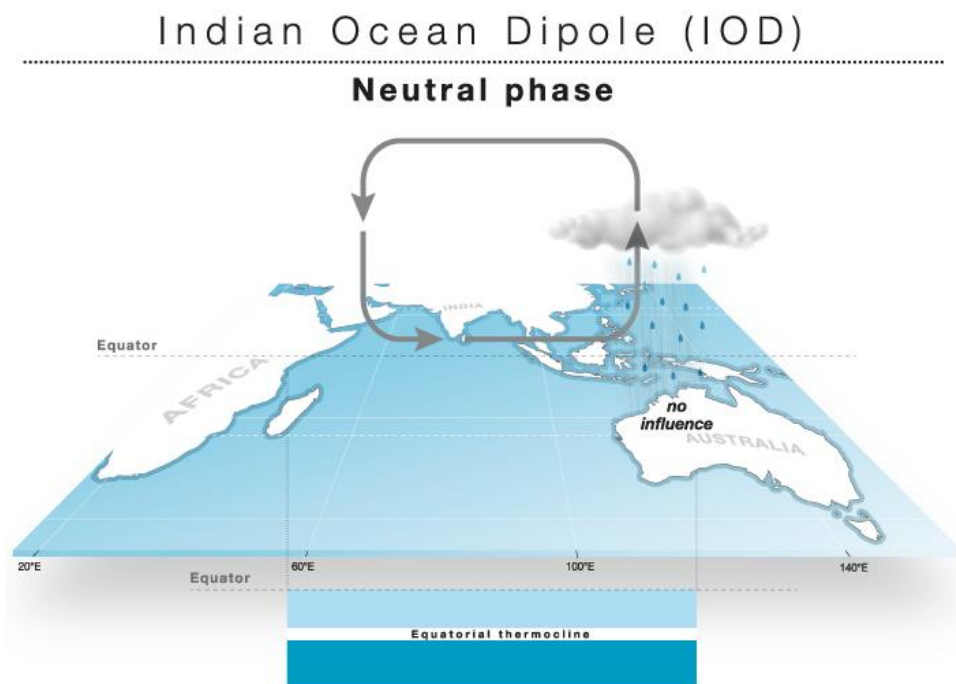 Indian Ocean Dipole (IOD)
Neutral phase
INDIA
Equator
AFRICA
no
influence
AUSTRALIA
20°E
60°E
100°E
140°E
Equator
Equatorial thermocline